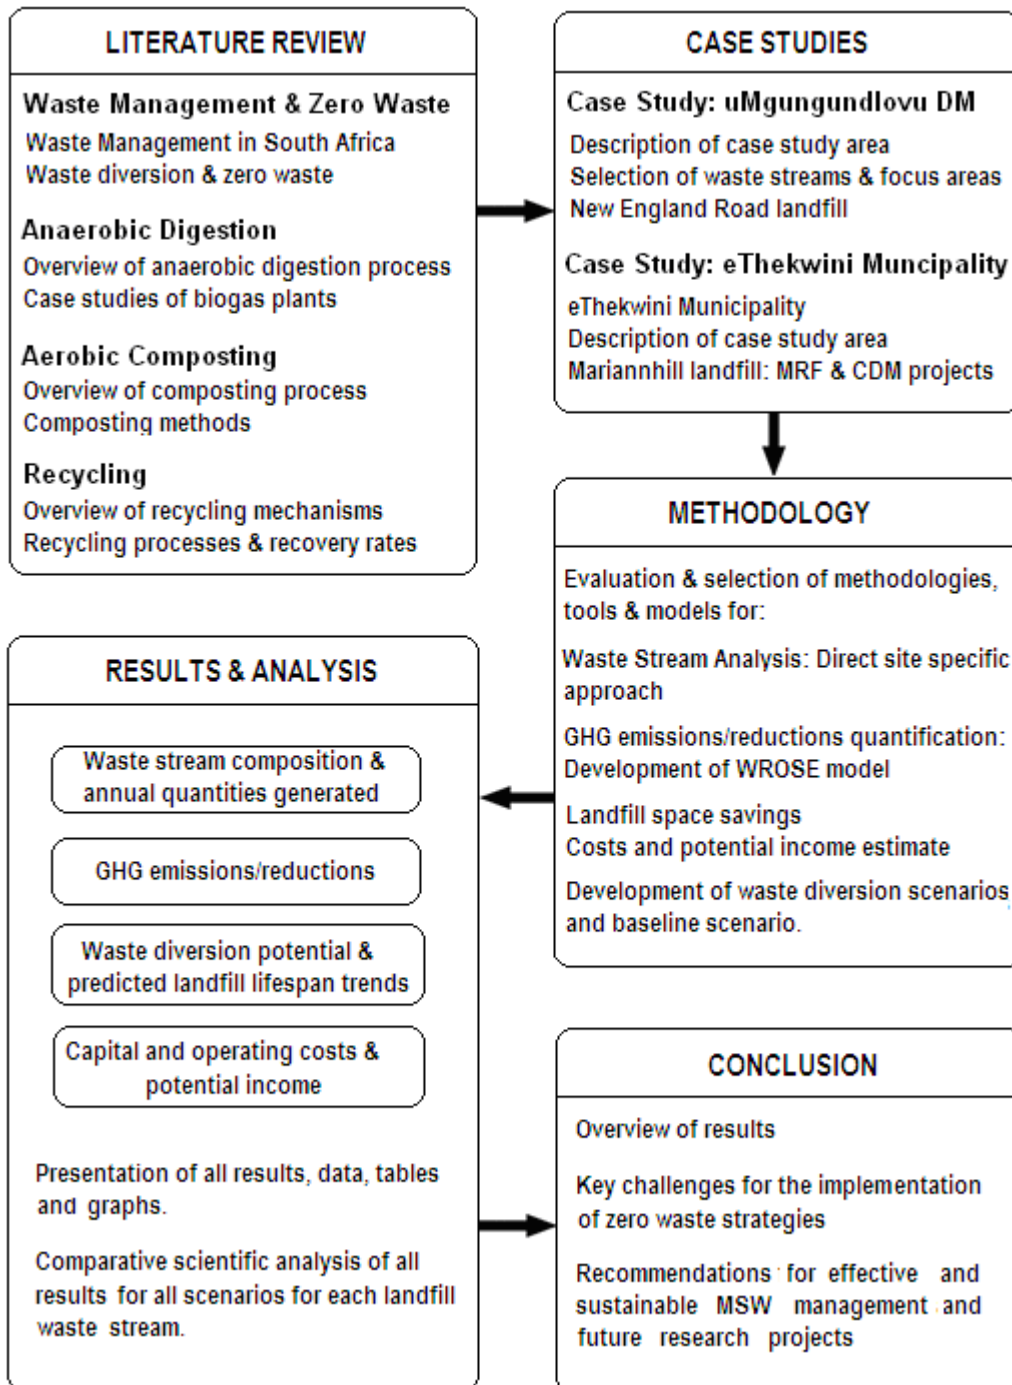 LITERATURE REVIEW
Waste Management & Zero Waste
Waste Management in South Africa
Waste diversion & zero waste
Anaerobic Digestion
Overview of anaerobic digestion process
Case studies of biogas plants
Aerobic Composting
Overview of composting process
Composting methods
Recycling
Overview of recycling mechanisms
Recycling processes & recovery rates
CASE STUDIES
Case Study: uMgungundlovu DM
Description of case study area
Selection of waste streams & focus areas
New England Road landfill
Case Study: eThekwini Muncipality
eThekwini Municipality
Description of case study area
Mariannhill landfill: MRF & CDM projects
METHODOLOGY
Evaluation & selection of methodologies,
tools & models for:
Waste Stream Analysis: Direct site specific
approach
GHG emissions/reductions quantification:
Development of WROSE model
Landfill space savings
Costs and potential income estimate
Development of waste diversion scenarios,
and baseline scenario.
RESULTS & ANALYSIS
Waste stream composition &
annual quantities generated
GHG emissions/reductions
Waste diversion potential &
predicted landfill lifespan trends
Capital and operating costs &
potential income
Presentation of all results, data, tables
and graphs.
Comparative scientific analysis of all
results for all scenarios for each landfill
waste stream.
CONCLUSION
Overview of results
Key challenges for the implementation
of zero waste strategies
Recommendations for effective and
sustainable MSW management and
future research projects